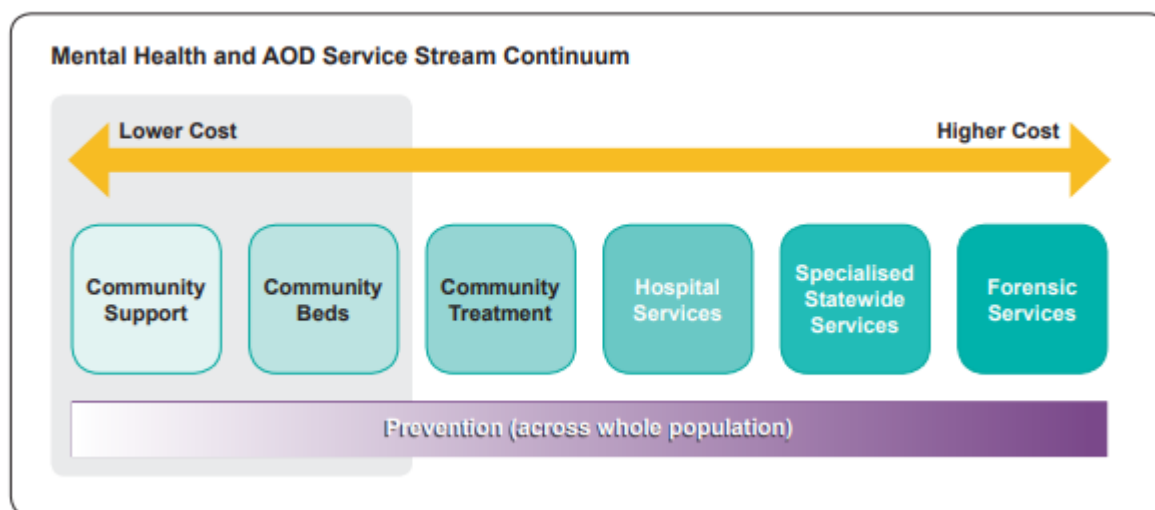 Mental Health and AOD Service Stream Continuum
Lower Cost
Higher Cost
Community
Support
Community
Beds
Community
Treatment
Hospital
Services
Specialised
Statewide
Services
Forensic
Services
Prevention (across whole population)